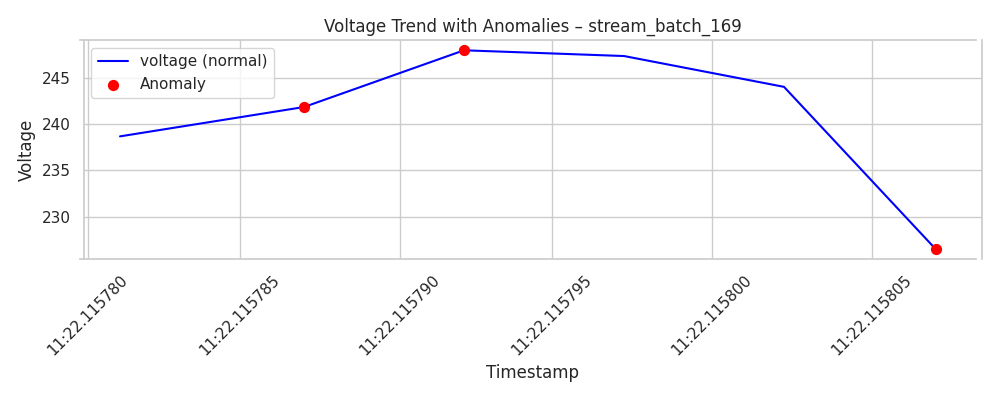 Voltage Trend with Anomalies – stream_batch_169
voltage (normal)
Anomaly
Voltage
245
240
235
230
11:22.115780
11:22.115785
11:22.115790
11:22.115795
11:22.115800
11:22.115805
Timestamp